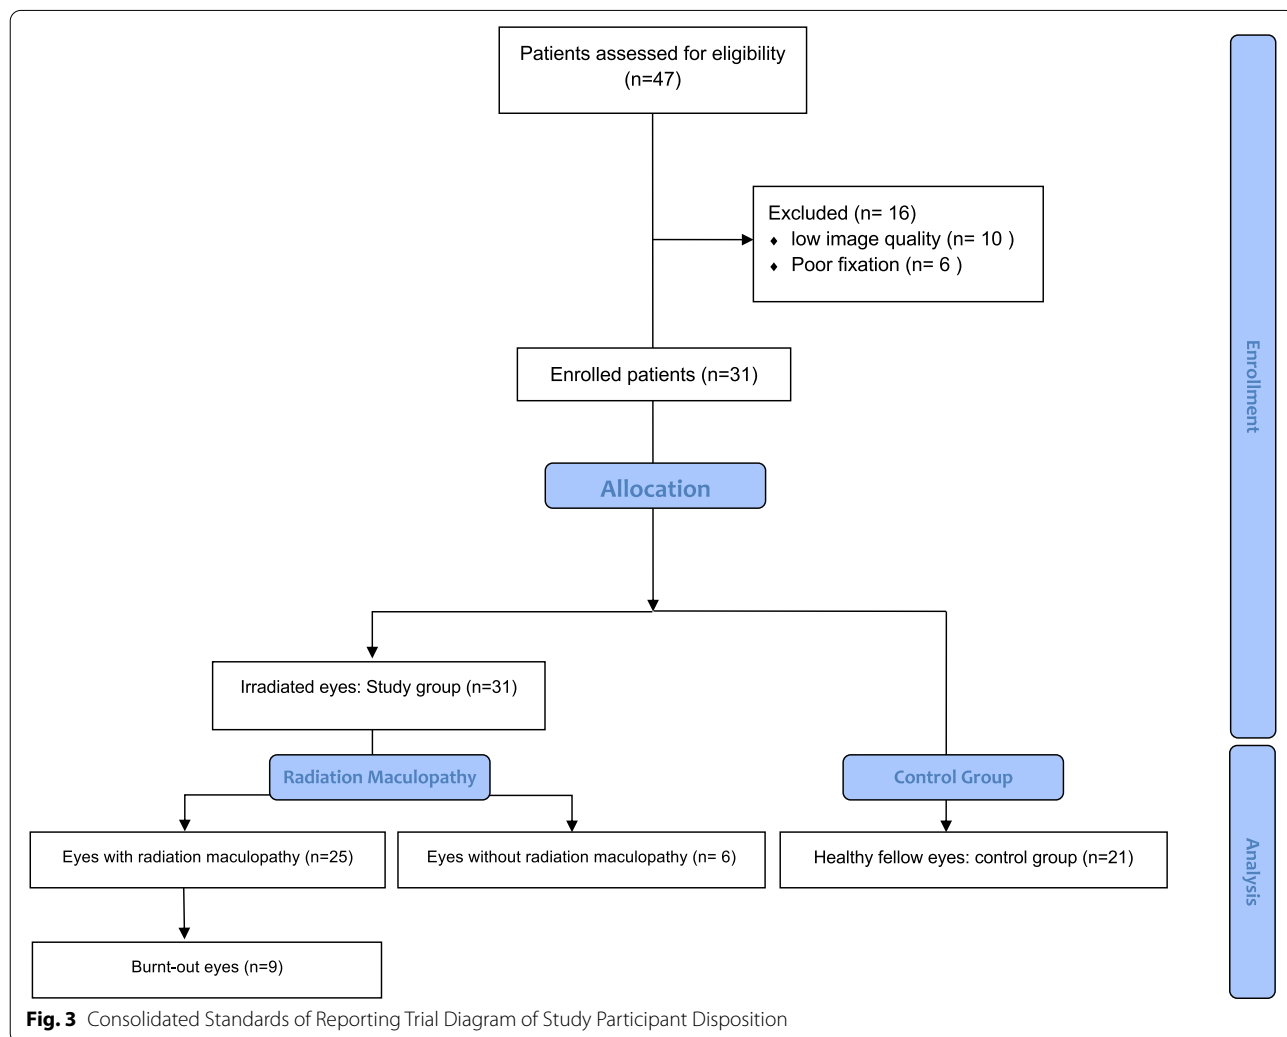 Patients assessed for eligibility
(n=47)
Excluded (n= 16)
♦ low image quality (n= 10 )
♦ Poor fixation (n= 6 )
Enrolled patients (n=31)
Enrollment
Allocation
Irradiated eyes: Study group (n=31)
Radiation Maculopathy
Control Group
Eyes with radiation maculopathy (n=25)
Eyes without radiation maculopathy (n= 6)
Healthy fellow eyes: control group (n=21)
Analysis
Burnt-out eyes (n=9)
Fig. 3 Consolidated Standards of Reporting Trial Diagram of Study Participant Disposition